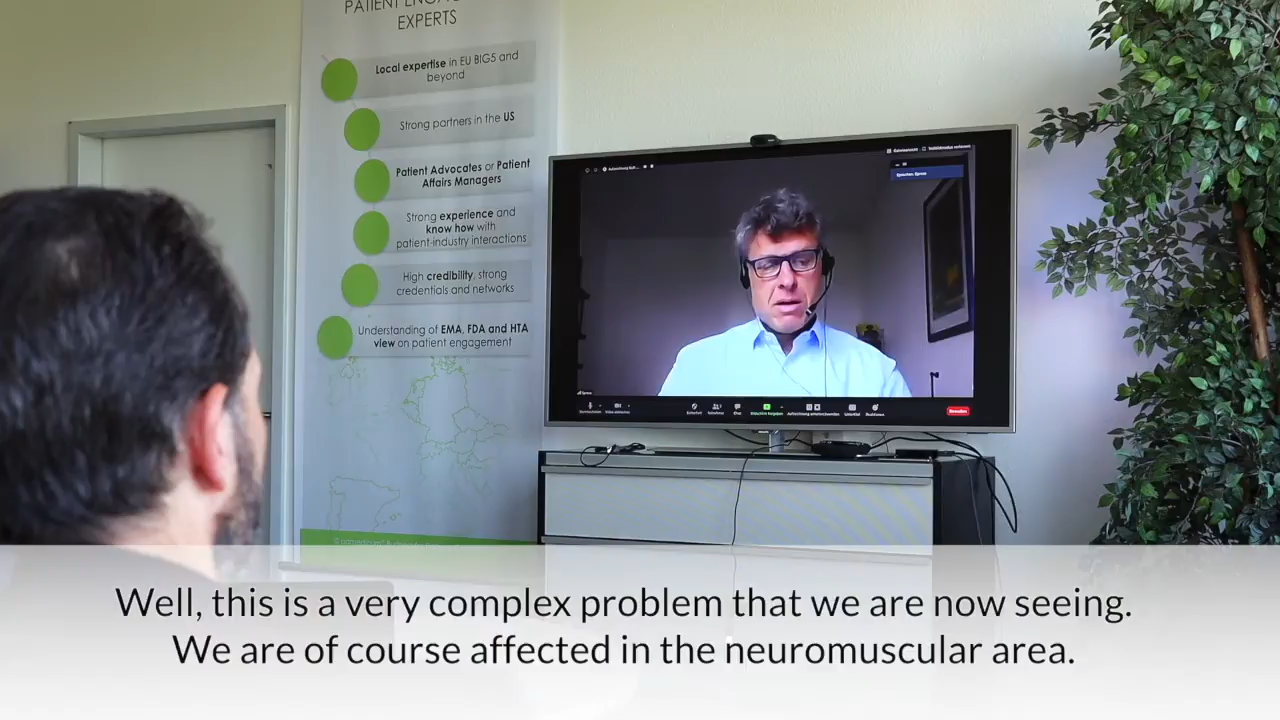 PATIENT
EXPERTS
Local expertise in EU BIG5 and
beyond
Strong partners in the US
Patient Advocates or Patient
Affairs Managers
Strong experience and
know how with
patient-industry interactions
High credibility, strong
credentials and networks
Understanding of EMA, FDA and HTA
view on patient engagement
Beenden
Well, this is a very complex problem that we are now seeing.
We are of course affected in the neuromuscular area.